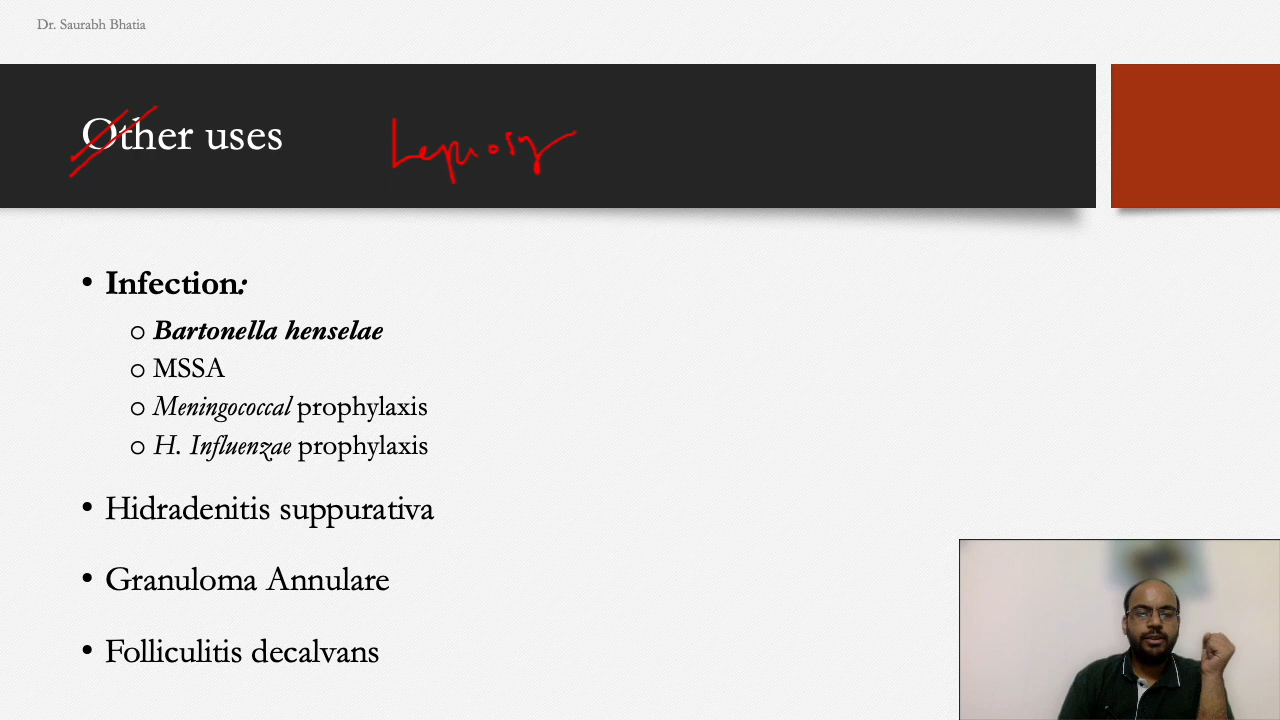 Dr. Saurabh Bhatia
Other uses
Leprosy
• Infection:
o Bartonella henselae
o MSSA
o Meningococcal prophylaxis
o H. Influenzae prophylaxis
• Hidradenitis suppurativa
• Granuloma Annulare
• Folliculitis decalvans